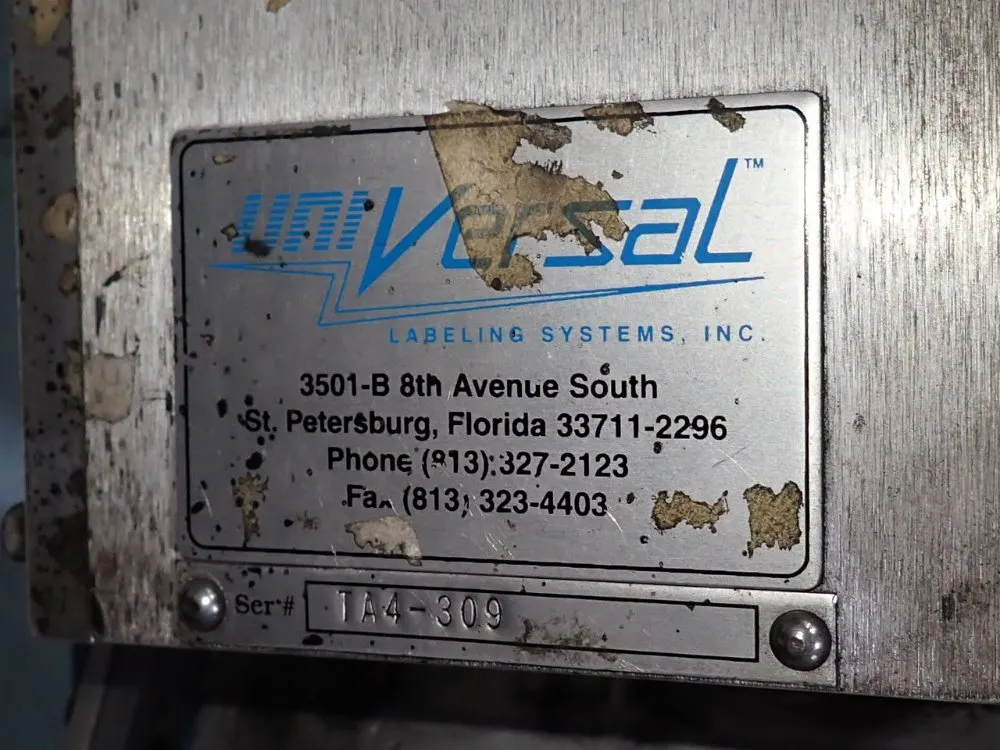 UNIVersaL™
LABELING SYSTEMS, INC.
3501-B 8th Avenue South
St. Petersburg, Florida 33711-2296
Phone (813) 327-2123
Fax (813) 323-4403
Ser# TA4-309